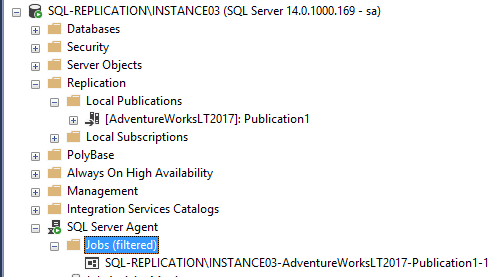 SQL-REPLICATION\INSTANCE03 (SQL Server 14.0.1000.169 - sa)
Databases
Security
Server Objects
Replication
Local Publications
[AdventureWorksLT2017]: Publication1
Local Subscriptions
PolyBase
Always On High Availability
Management
Integration Services Catalogs
SQL Server Agent
Jobs (filtered)
SQL-REPLICATION\INSTANCE03-AdventureWorksLT2017-Publication1-1